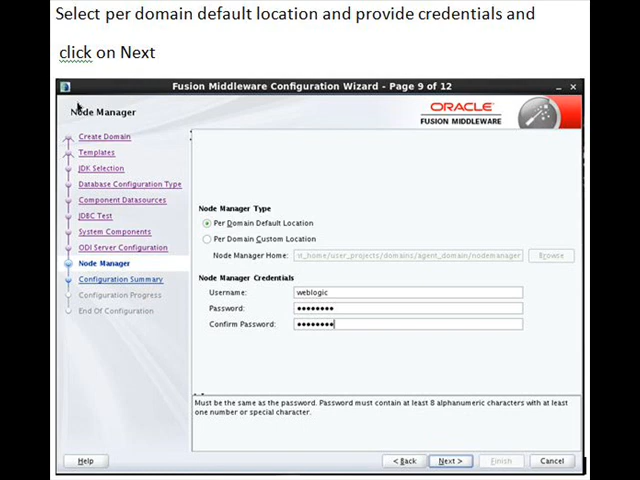 Select per domain default location and provide credentials and
click on Next
Fusion Middleware Configuration Wizard - Page 9 of 12
Node Manager
ORACLE
FUSION MIDDLEWARE
Create Domain
Templates
JDK Selection
Database Configuration Type
Component Datasources
JDBC Test
System Components
ODI Server Configuration
Node Manager
Configuration Summary
Configuration Progress
End Of Configuration
Node Manager Type
Per Domain Default Location
Per Domain Custom Location
Node Manager Home: nt_home/user_projects/domains/agent_domain/nodemanager Browse
Node Manager Credentials
Username: weblogic
Password: ••••••••
Confirm Password: ••••••••
Must be the same as the password. Password must contain at least 8 alphanumeric characters with at least
one number or special character.
Help < Back Next > Finish Cancel